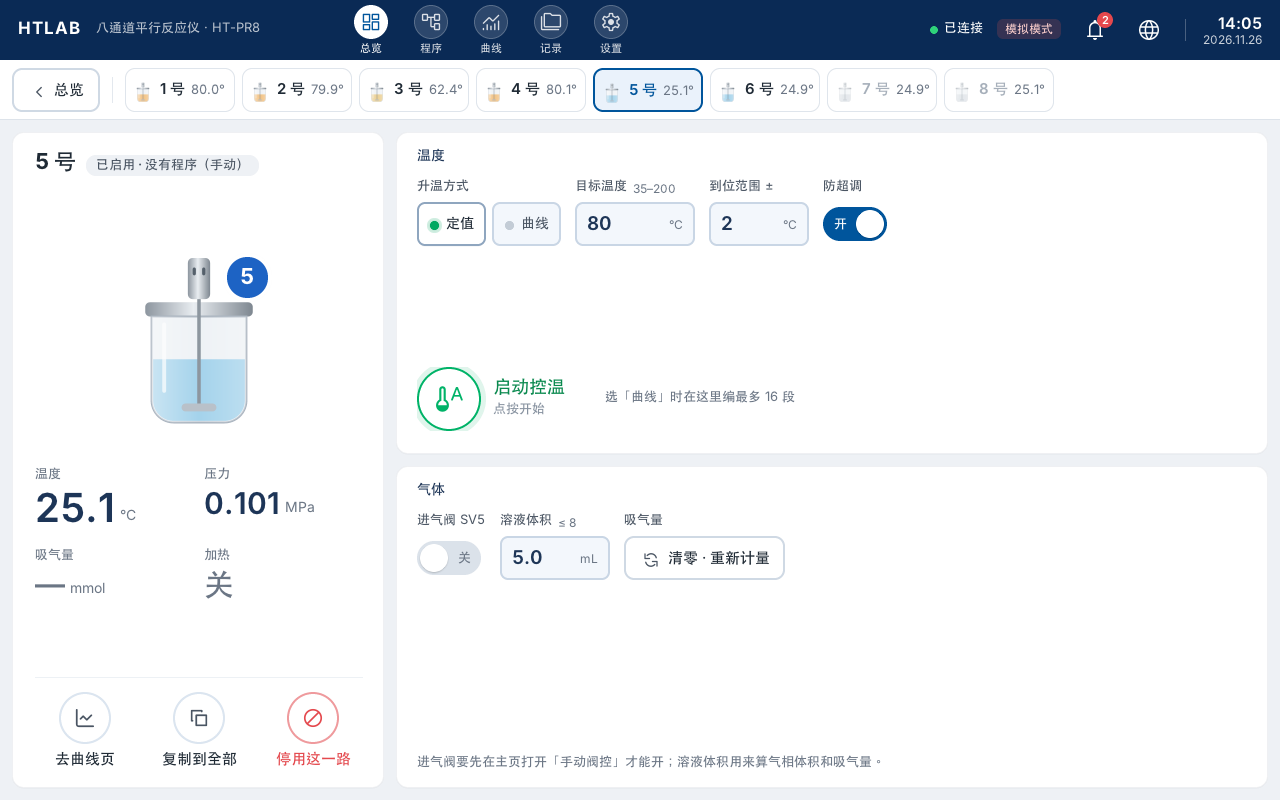 HTLAB 八通道平行反应仪 · HT-PR8
总览 程序 曲线 记录 设置
已连接 模拟模式 2 14:05
2026.11.26
总览 1 号 80.0° 2 号 79.9° 3 号 62.4° 4 号 80.1° 5 号 25.1° 6 号 24.9° 7 号 24.9° 8 号 25.1°
5 号 已启用 · 没有程序（手动）
5
温度 压力
25.1 °C 0.101 MPa
吸气量 加热
— mmol 关
去曲线页 复制到全部 停用这一路
温度
升温方式 目标温度 35–200 到位范围 ± 防超调
定值 曲线 80 °C 2 °C 开
A 启动控温
点按开始
选「曲线」时在这里编最多 16 段
气体
进气阀 SV5 溶液体积 ≤ 8 吸气量
关 5.0 mL 清零 · 重新计量
进气阀要先在主页打开「手动阀控」才能开；溶液体积用来算气相体积和吸气量。